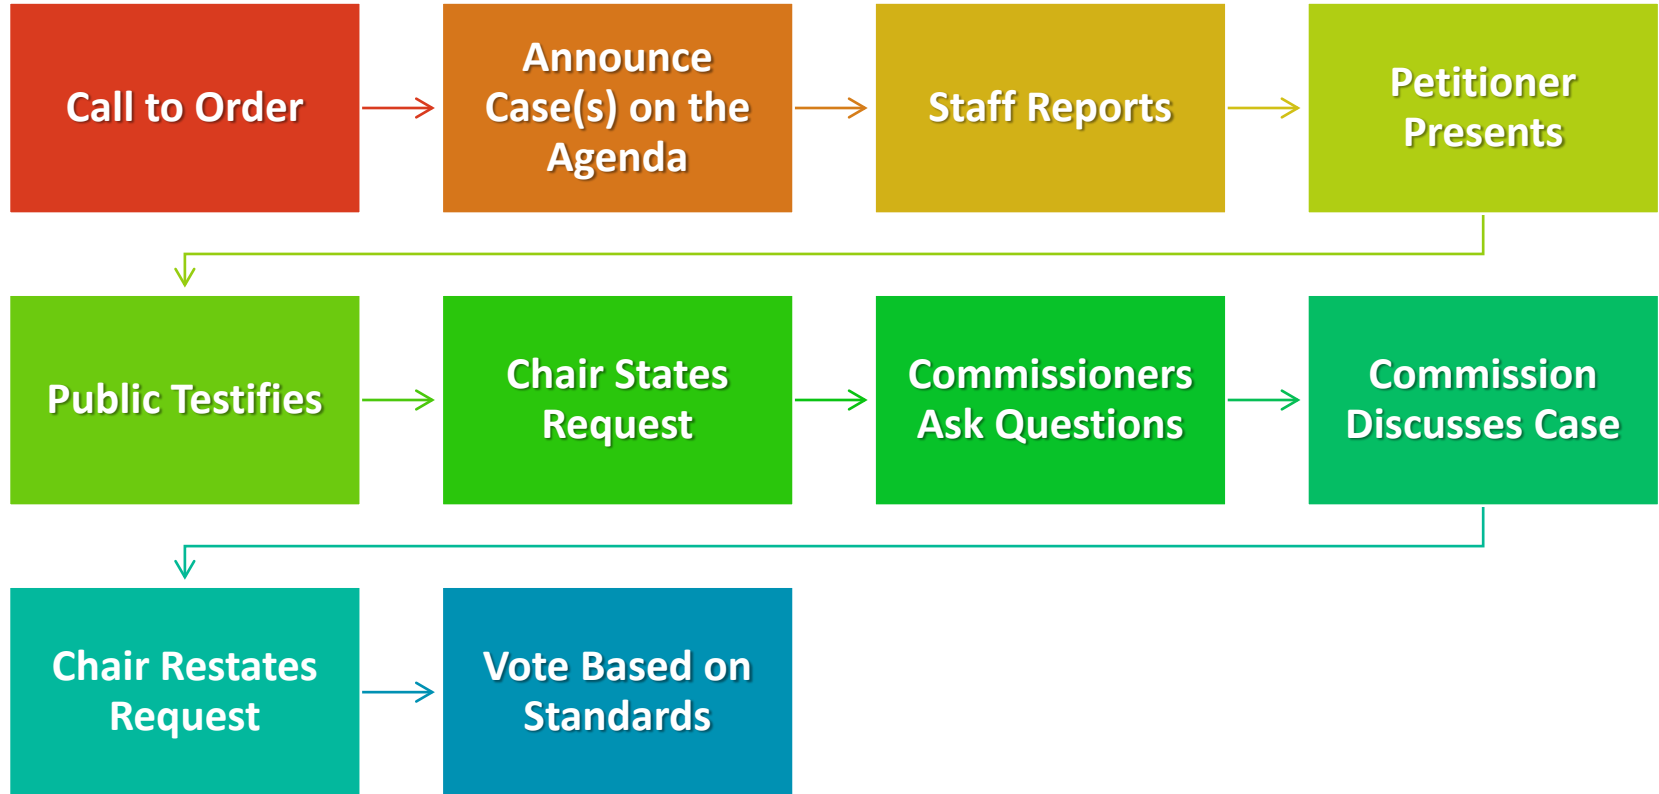 Call to Order
Announce
Case(s) on the
Agenda
Staff Reports
Petitioner
Presents
Public Testifies
Chair States
Request
Commissioners
Ask Questions
Commission
Discusses Case
Chair Restates
Request
Vote Based on
Standards